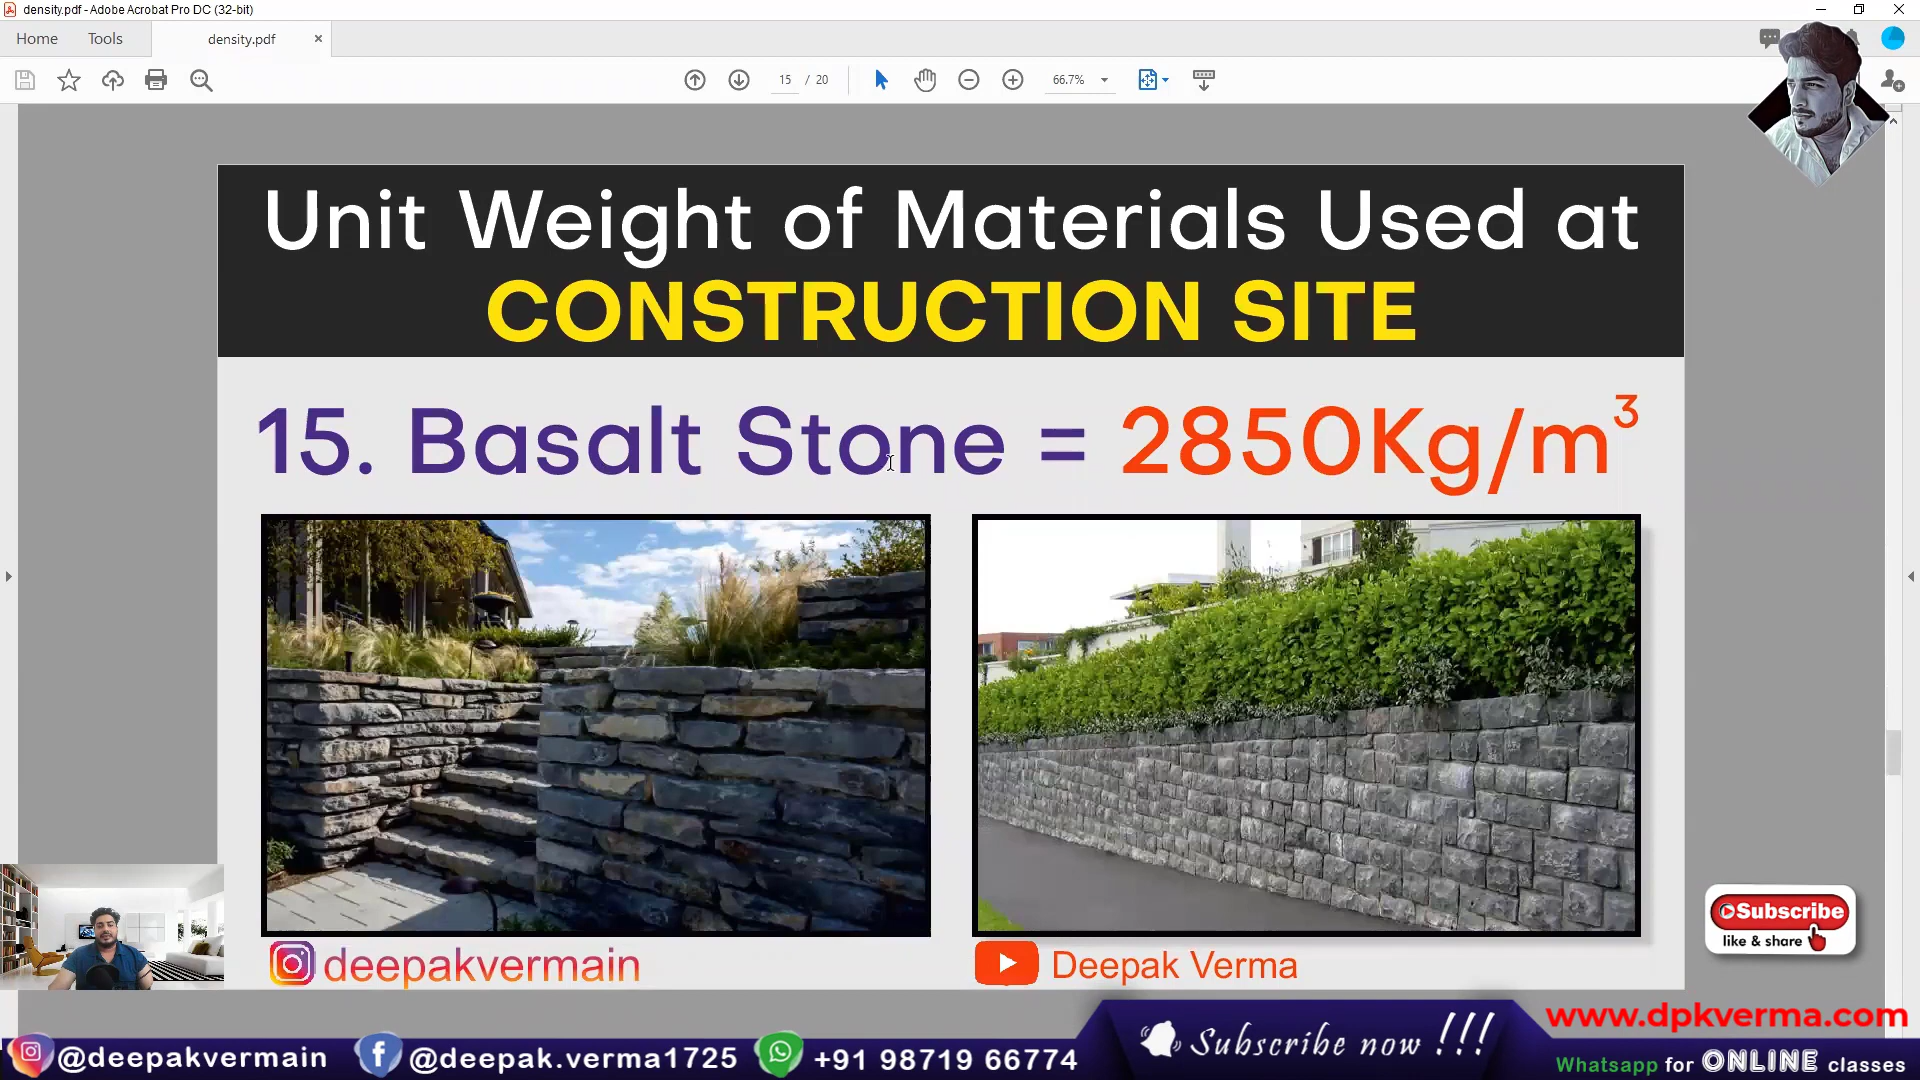 density.pdf - Adobe Acrobat Pro DC (32-bit)
Home Tools density.pdf
15 / 20 66.7%
Unit Weight of Materials Used at
CONSTRUCTION SITE
15. Basalt Stone = 2850Kg/m³
deepakvermain Deepak Verma
Subscribe
like & share
@deepakvermain @deepak.verma1725 +91 98719 66774 Subscribe now !!!
www.dpkverma.com
Whatsapp for ONLINE classes